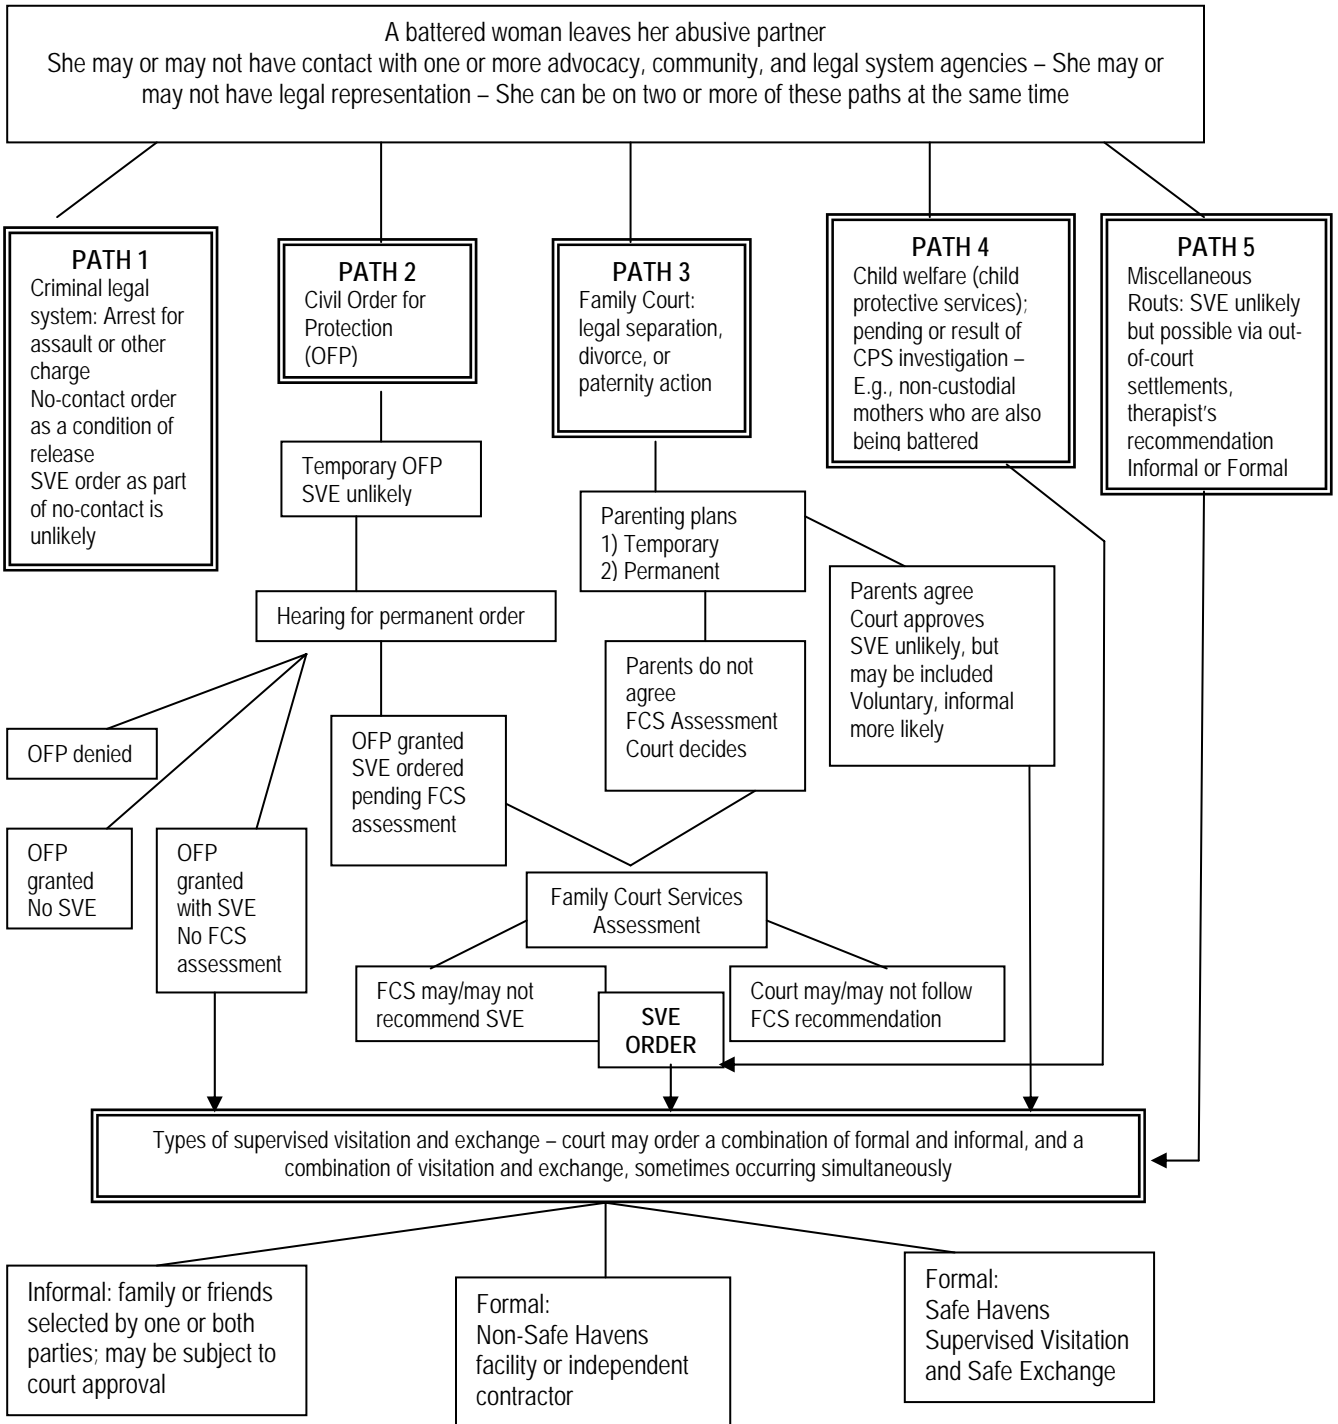 A battered woman leaves her abusive partner
She may or may not have contact with one or more advocacy, community, and legal system agencies – She may or
may not have legal representation – She can be on two or more of these paths at the same time
PATH 1
Criminal legal
system: Arrest for
assault or other
charge
No-contact order
as a condition of
release
SVE order as part
of no-contact is
unlikely
PATH 2
Civil Order for
Protection
(OFP)
PATH 3
Family Court:
legal separation,
divorce, or
paternity action
PATH 4
Child welfare (child
protective services);
pending or result of
CPS investigation –
E.g., non-custodial
mothers who are also
being battered
PATH 5
Miscellaneous
Routs: SVE unlikely
but possible via out-
of-court
settlements,
therapist's
recommendation
Informal or Formal
Temporary OFP
SVE unlikely
Parenting plans
1) Temporary
2) Permanent
Hearing for permanent order
Parents agree
Court approves
SVE unlikely, but
may be included
Voluntary, informal
more likely
Parents do not
agree
FCS Assessment
Court decides
OFP denied
OFP granted
SVE ordered
pending FCS
assessment
OFP
granted
No SVE
OFP
granted
with SVE
No FCS
assessment
Family Court Services
Assessment
FCS may/may not
recommend SVE
SVE
ORDER
Court may/may not follow
FCS recommendation
Types of supervised visitation and exchange – court may order a combination of formal and informal, and a
combination of visitation and exchange, sometimes occurring simultaneously
Informal: family or friends
selected by one or both
parties; may be subject to
court approval
Formal:
Non-Safe Havens
facility or independent
contractor
Formal:
Safe Havens
Supervised Visitation
and Safe Exchange